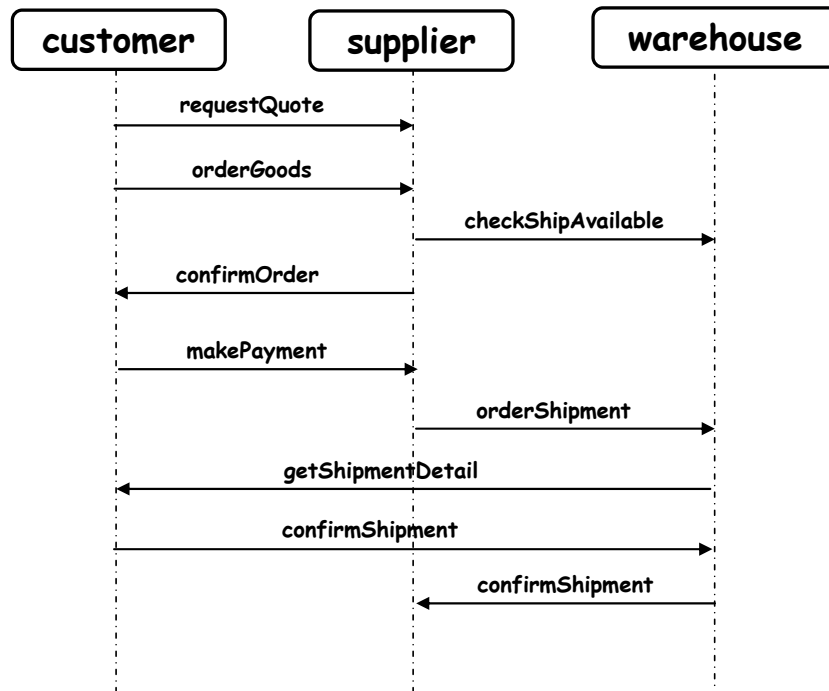 customer
supplier
warehouse
requestQuote
orderGoods
checkShipAvailable
confirmOrder
makePayment
orderShipment
getShipmentDetail
confirmShipment
confirmShipment